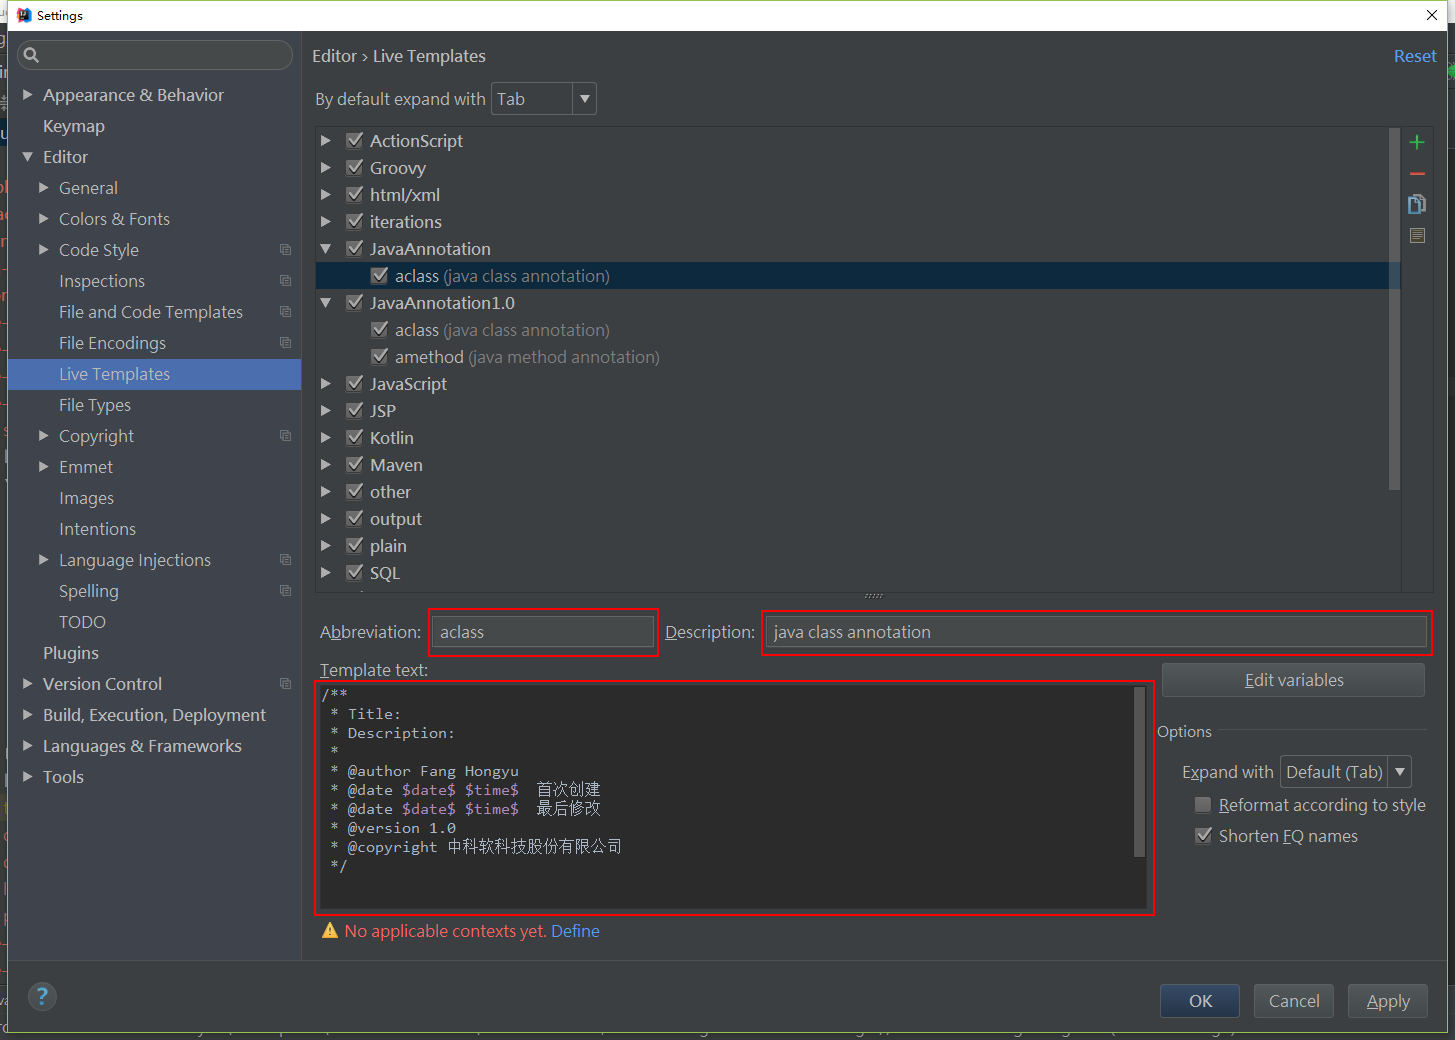 Settings
Editor › Live Templates
Reset
Appearance & Behavior
Keymap
Editor
General
Colors & Fonts
Code Style
Inspections
File and Code Templates
File Encodings
Live Templates
File Types
Copyright
Emmet
Images
Intentions
Language Injections
Spelling
TODO
Plugins
Version Control
Build, Execution, Deployment
Languages & Frameworks
Tools
By default expand with Tab
ActionScript
Groovy
html/xml
iterations
JavaAnnotation
aclass (java class annotation)
JavaAnnotation1.0
aclass (java class annotation)
amethod (java method annotation)
JavaScript
JSP
Kotlin
Maven
other
output
plain
SQL
Abbreviation: aclass Description: java class annotation
Template text:
/**
* Title:
* Description:
*
* @author Fang Hongyu
* @date $date$ $time$ 首次创建
* @date $date$ $time$ 最后修改
* @version 1.0
* @copyright 中科软科技股份有限公司
*/
Edit variables
Options
Expand with Default (Tab)
Reformat according to style
Shorten FQ names
No applicable contexts yet. Define
?
OK Cancel Apply